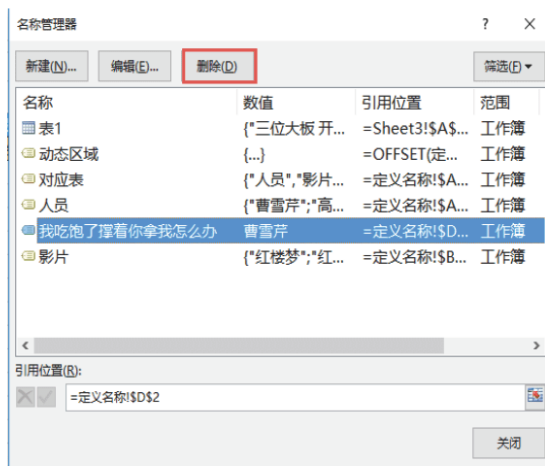 名称管理器 ? ×
新建(N)... 编辑(E)... 删除(D) 筛选(F)
名称 数值 引用位置 范围
表1 {"三位大板 开... =Sheet3!$A$... 工作簿
动态区域 {...} =OFFSET(定... 工作簿
对应表 {"人员","影片... =定义名称!$A... 工作簿
人员 {"曹雪芹";"高... =定义名称!$A... 工作簿
我吃饱了撑着你拿我怎么办 曹雪芹 =定义名称!$D... 工作簿
影片 {"红楼梦";"红... =定义名称!$B... 工作簿
引用位置(R):
=定义名称!$D$2
关闭